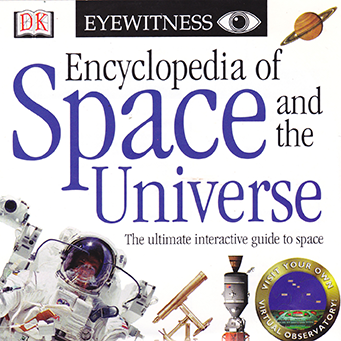 DK
EYEWITNESS
Encyclopedia of
Space and
the
Universe
The ultimate interactive guide to space
VISIT YOUR OWN
VIRTUAL OBSERVATORY!